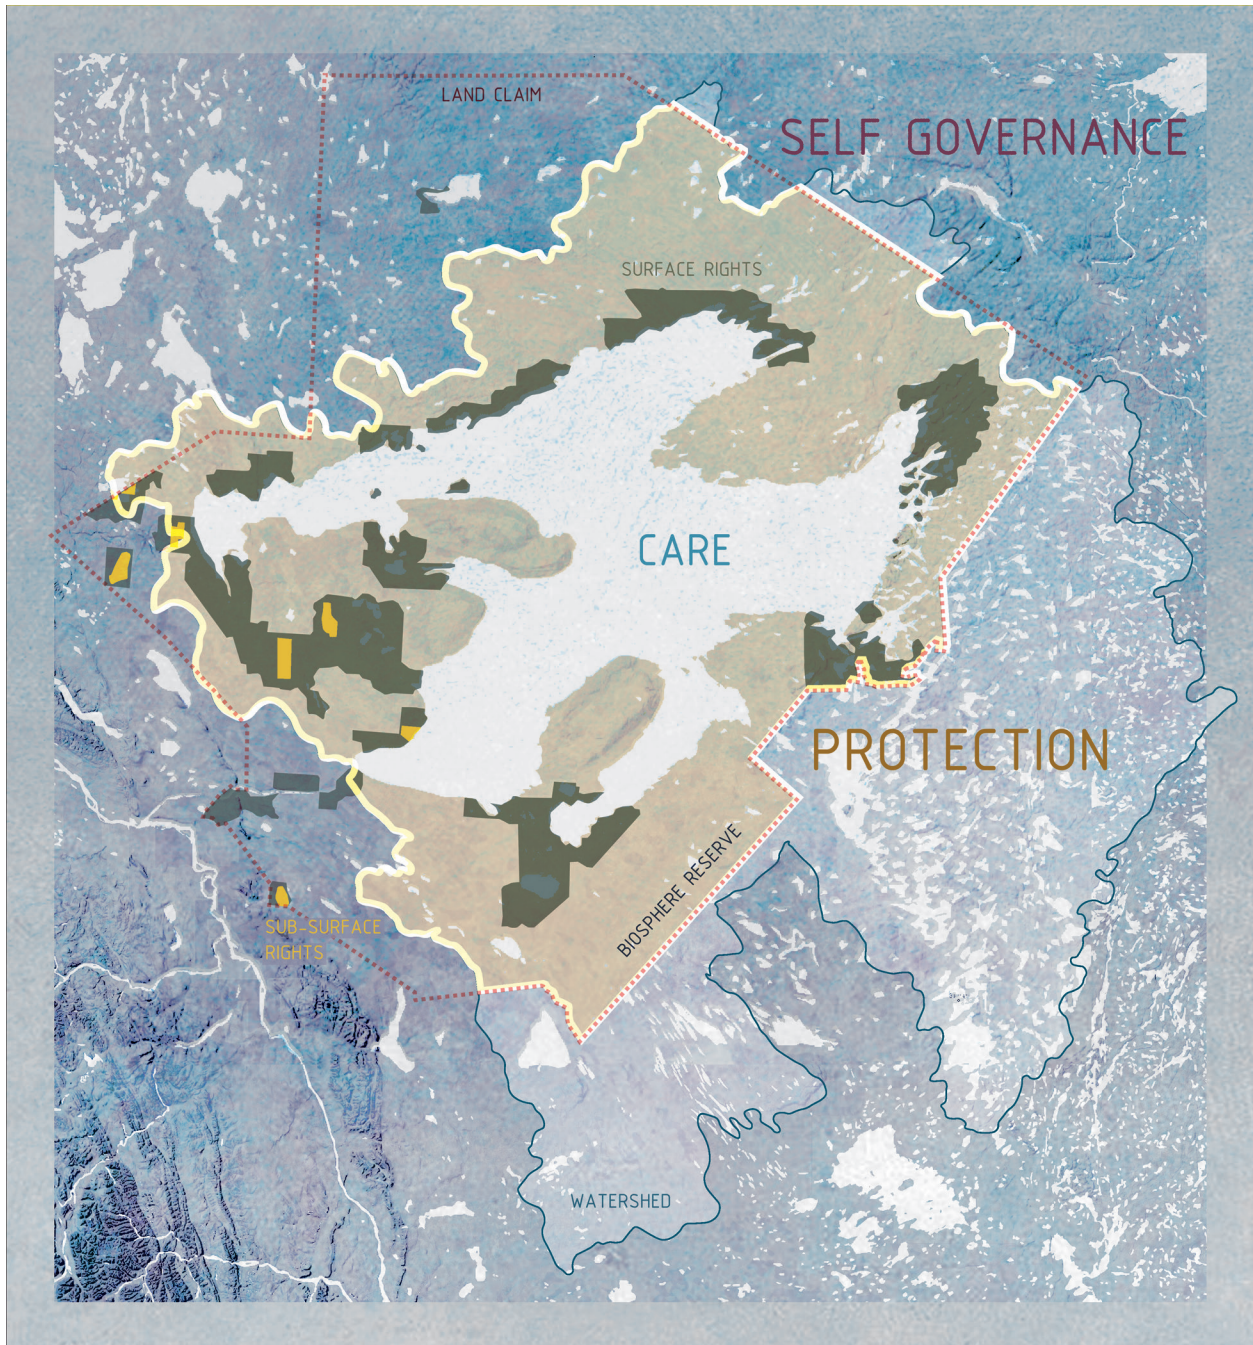 LAND CLAIM
SELF GOVERNANCE
SURFACE RIGHTS
CARE
PROTECTION
BIOSPHERE RESERVE
SUB-SURFACE
RIGHTS
WATERSHED